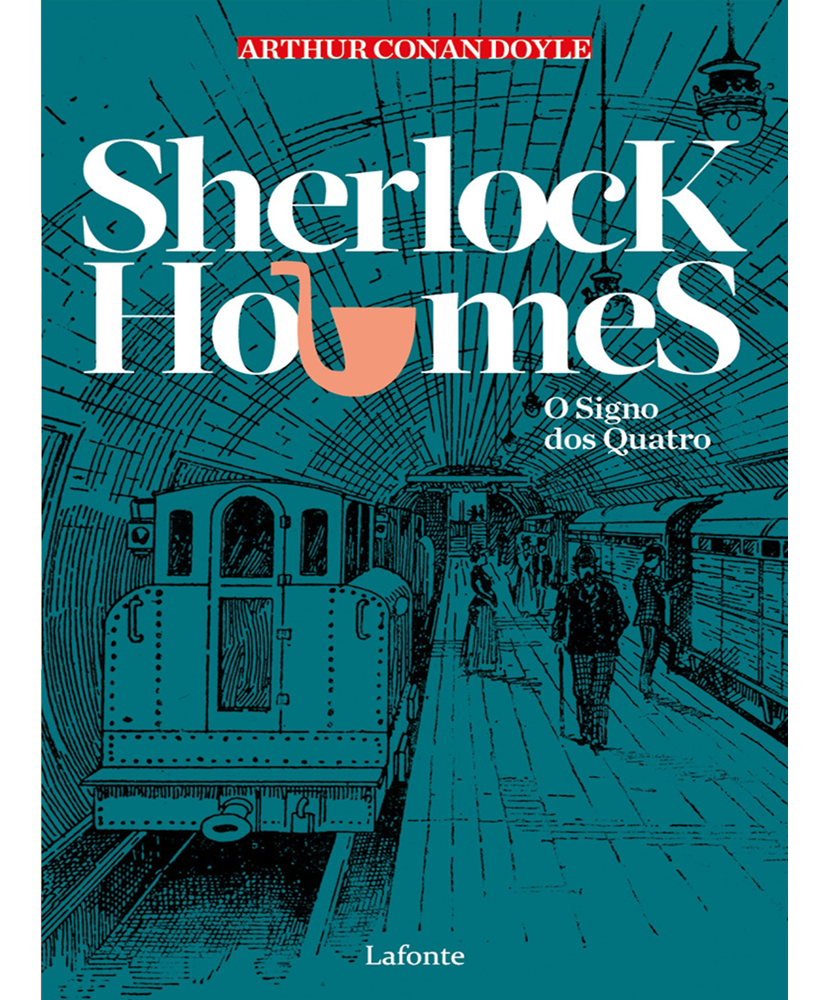 ARTHUR CONAN DOYLE
SherlocK
HolmeS
O Signo
dos Quatro
Lafonte